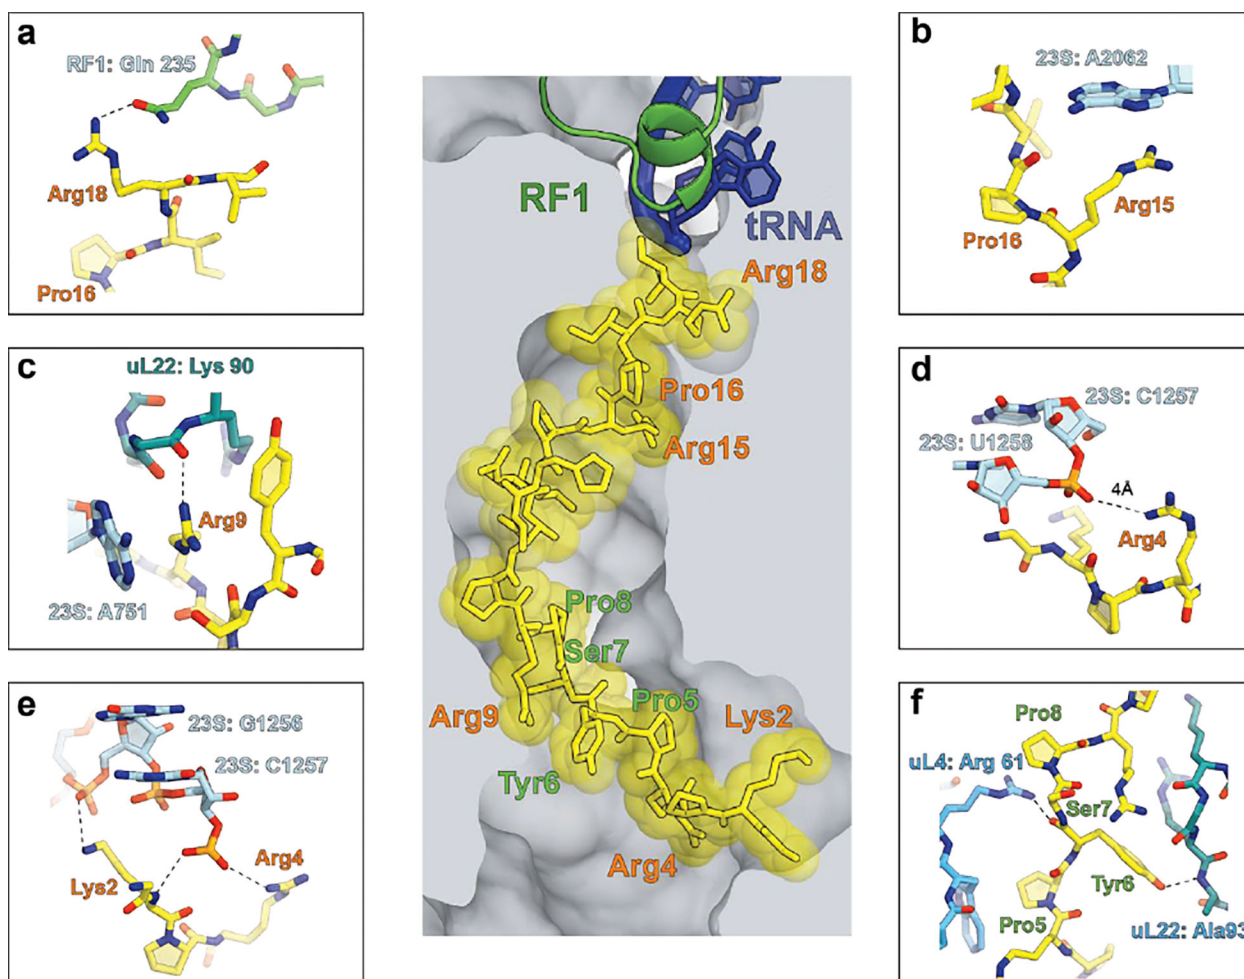 a
RF1: Gln 235
Arg18
Pro16
b
23S: A2062
Arg15
Pro16
RF1
tRNA
Arg18
Pro16
Arg15
Pro8
Ser7
Pro5
Arg9
Lys2
Tyr6
Arg4
c
uL22: Lys 90
Arg9
23S: A751
d
23S: C1257
23S: U1258
4Å
Arg4
e
23S: G1256
23S: C1257
Arg4
Lys2
f
Pro8
uL4: Arg 61
Ser7
Tyr6
Pro5
uL22: Ala93